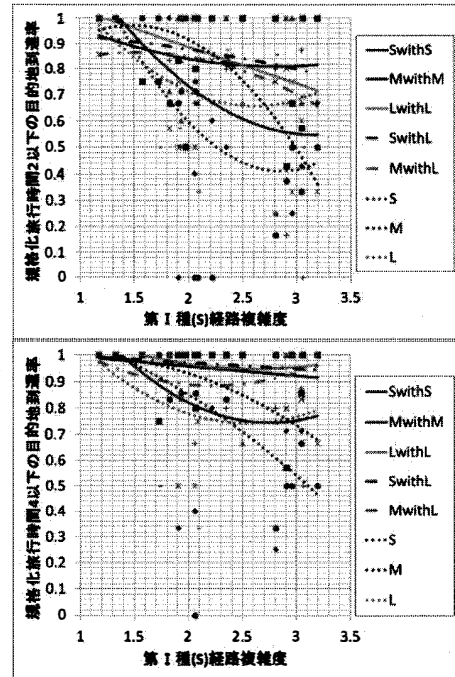 規格化旅行時間2以下の目的地到達率
1
0.9
0.8
0.7
0.6
0.5
0.4
0.3
0.2
0.1
0
1 1.5 2 2.5 3 3.5
第Ⅰ種(S)経路複雑度
SwithS
MwithM
LwithL
SwithL
MwithL
S
M
L
規格化旅行時間4以下の目的地到達率
1
0.9
0.8
0.7
0.6
0.5
0.4
0.3
0.2
0.1
0
1 1.5 2 2.5 3 3.5
第Ⅰ種(S)経路複雑度
SwithS
MwithM
LwithL
SwithL
MwithL
S
M
L